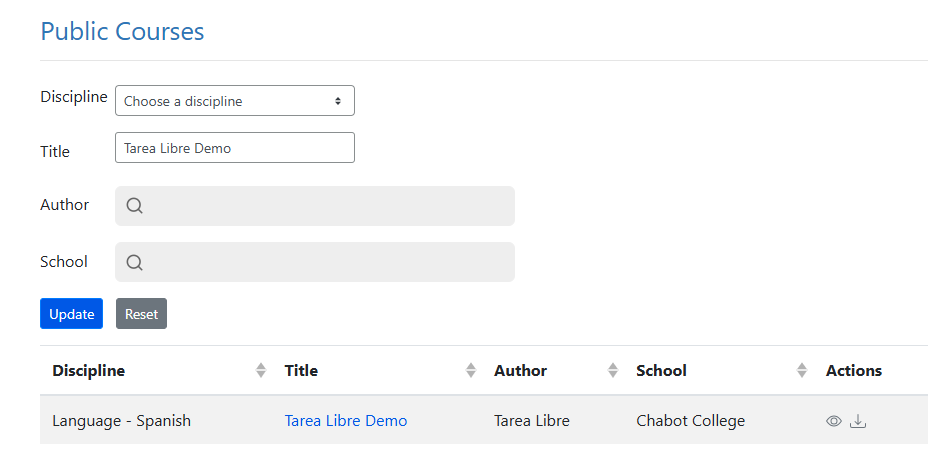 Public Courses
Discipline Choose a discipline
Title Tarea Libre Demo
Author
School
Update Reset
Discipline Title Author School Actions
Language - Spanish Tarea Libre Demo Tarea Libre Chabot College